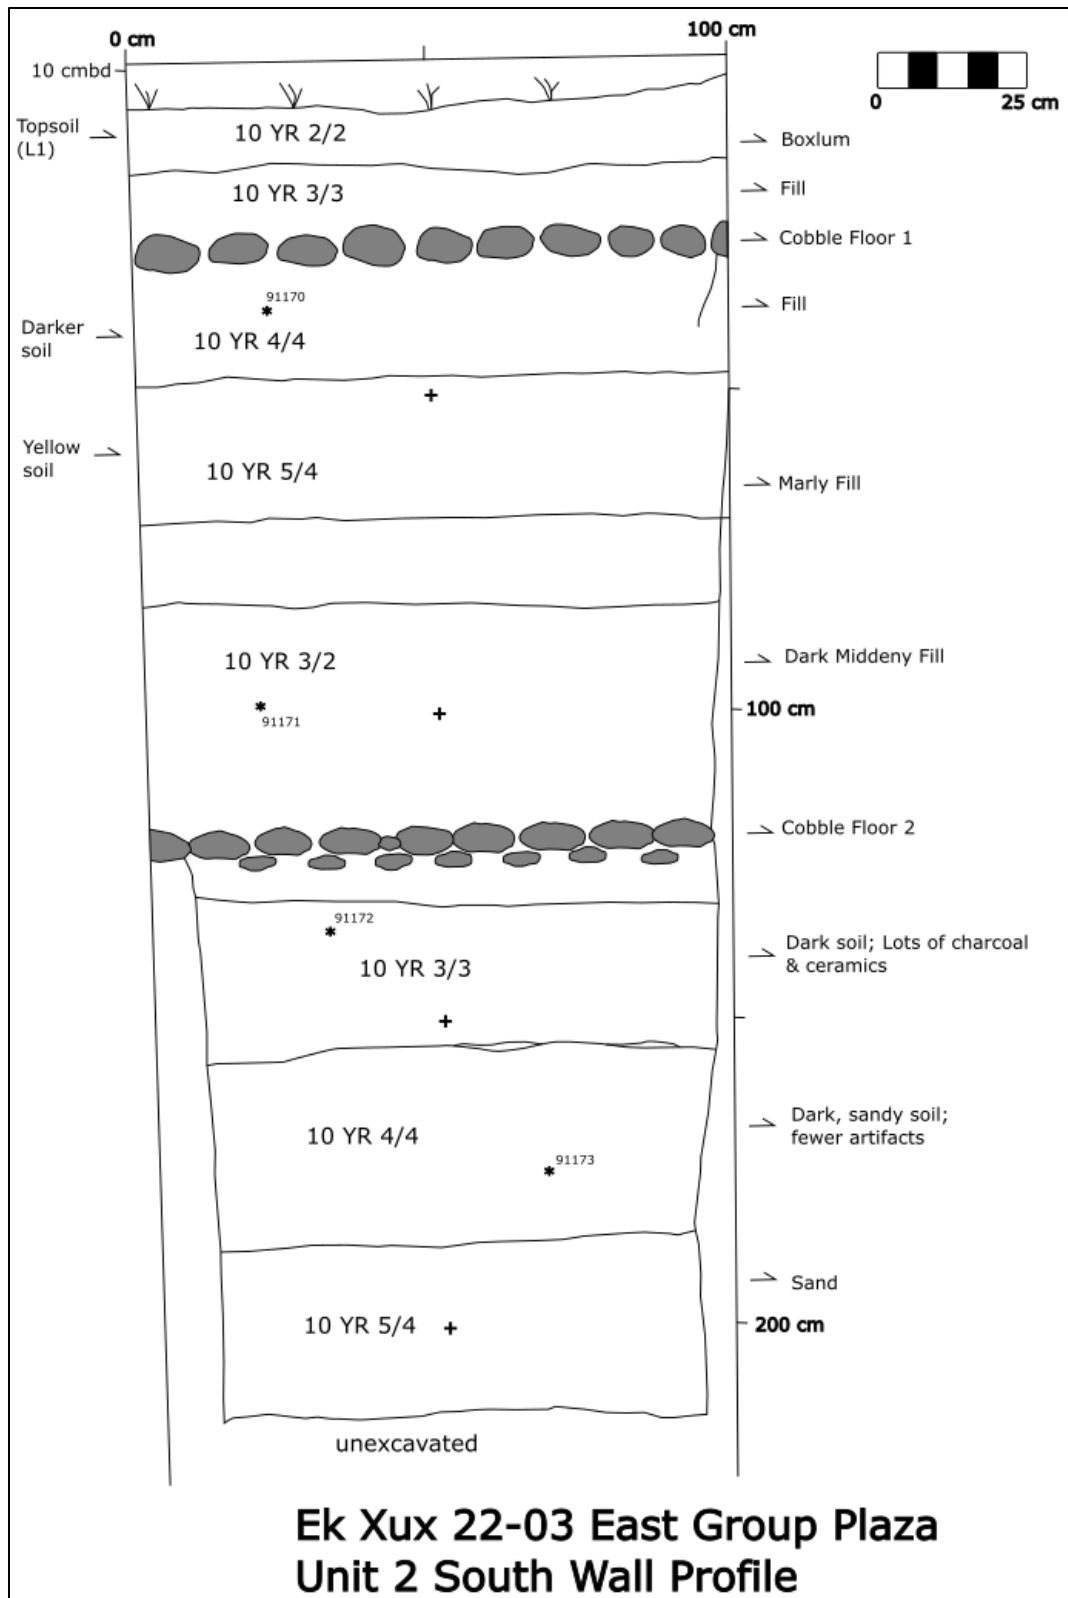 0 cm
100 cm
10 cmbd
0
25 cm
Topsoil
(L1)
10 YR 2/2
Boxlum
10 YR 3/3
Fill
Cobble Floor 1
91170
Fill
Darker
soil
10 YR 4/4
Yellow
soil
10 YR 5/4
Marly Fill
10 YR 3/2
Dark Middeny Fill
91171
100 cm
Cobble Floor 2
91172
10 YR 3/3
Dark soil; Lots of charcoal
& ceramics
10 YR 4/4
Dark, sandy soil;
fewer artifacts
91173
Sand
10 YR 5/4
200 cm
unexcavated
Ek Xux 22-03 East Group Plaza
Unit 2 South Wall Profile